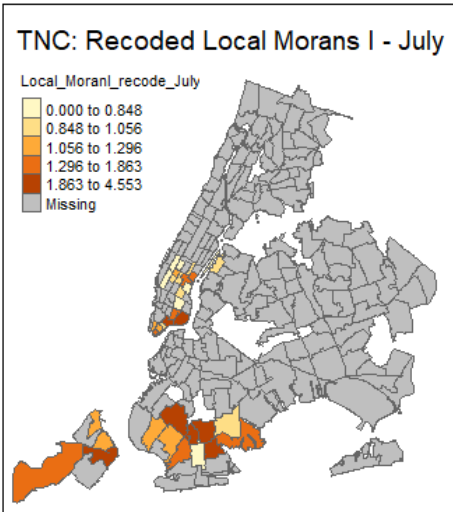 TNC: Recoded Local Morans I - July
Local_MoranI_recode_July
0.000 to 0.848
0.848 to 1.056
1.056 to 1.296
1.296 to 1.863
1.863 to 4.553
Missing